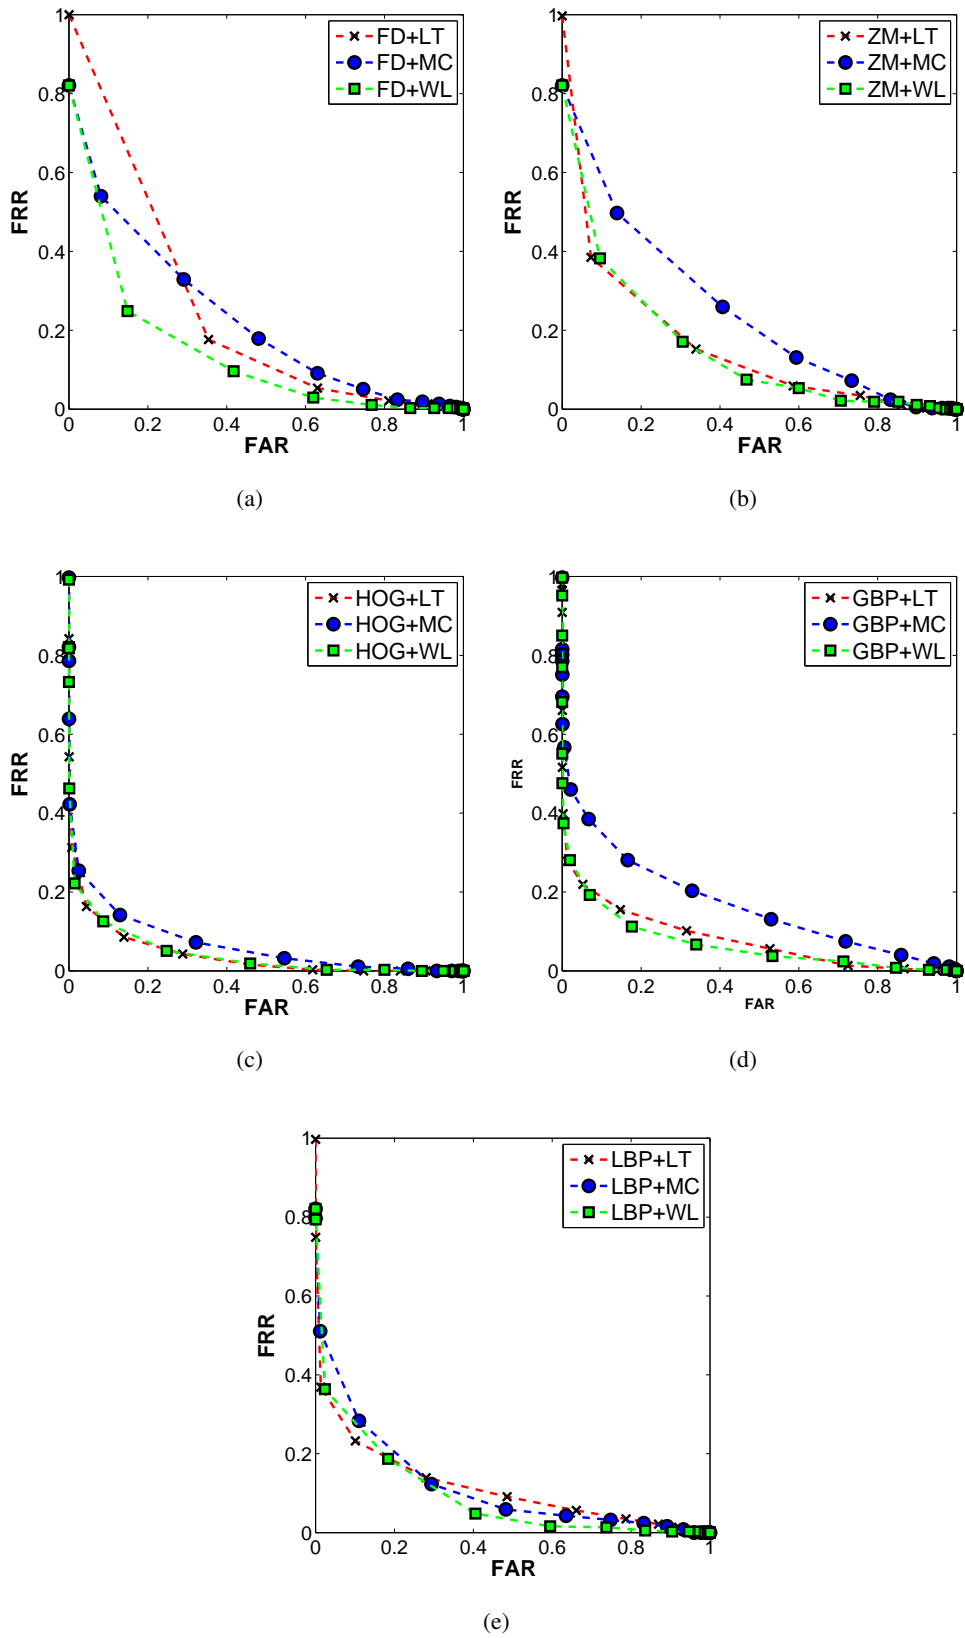 1
0.8
0.6
0.4
0.2
0
0 0.2 0.4 0.6 0.8 1
FRR
FAR
FD+LT
FD+MC
FD+WL
(a)
1
0.8
0.6
0.4
0.2
0
0 0.2 0.4 0.6 0.8 1
FRR
FAR
ZM+LT
ZM+MC
ZM+WL
(b)
1
0.8
0.6
0.4
0.2
0
0 0.2 0.4 0.6 0.8 1
FRR
FAR
HOG+LT
HOG+MC
HOG+WL
(c)
1
0.8
0.6
0.4
0.2
0
0 0.2 0.4 0.6 0.8 1
FRR
FAR
GBP+LT
GBP+MC
GBP+WL
(d)
1
0.8
0.6
0.4
0.2
0
0 0.2 0.4 0.6 0.8 1
FRR
FAR
LBP+LT
LBP+MC
LBP+WL
(e)